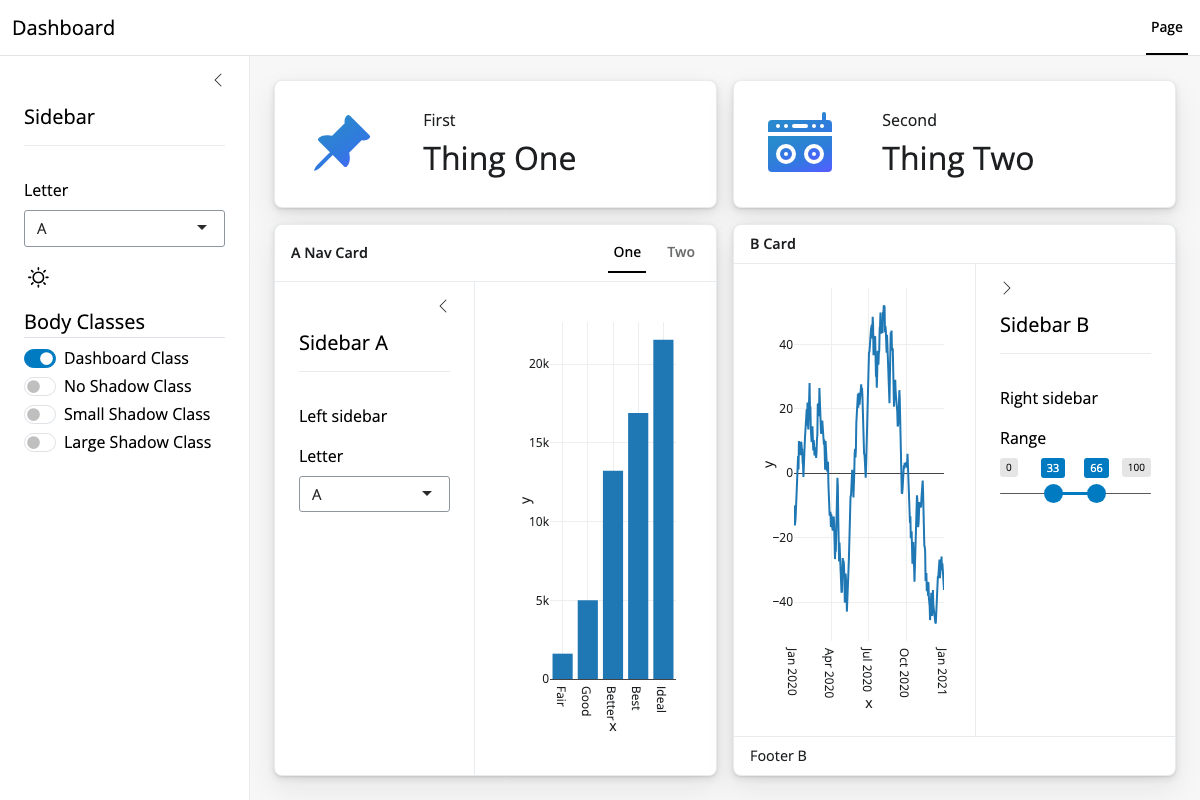 Dashboard
Page
Sidebar
Letter
A
Body Classes
Dashboard Class
No Shadow Class
Small Shadow Class
Large Shadow Class
First
Thing One
Second
Thing Two
A Nav Card
One
Two
Sidebar A
Left sidebar
Letter
A
20k
15k
10k
5k
0
y
Fair
Good
Better
Best
Ideal
x
B Card
40
20
0
−20
−40
y
Jan 2020
Apr 2020
Jul 2020
Oct 2020
Jan 2021
x
Sidebar B
Right sidebar
Range
0 33 66 100
Footer B